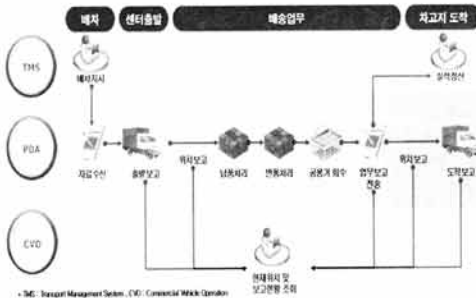 배차
센터출발
배송업무
차고지 도착
TMS
배차지시
실적정산
PDA
자료수신
출발보고
위치보고
납품처리
반품처리
공용기 회수
업무보고
전송
위치보고
도착보고
CVO
현재위치 및
보고현황 조회
* TMS : Transport Management System , CVO : Commercial Vehicle Operation